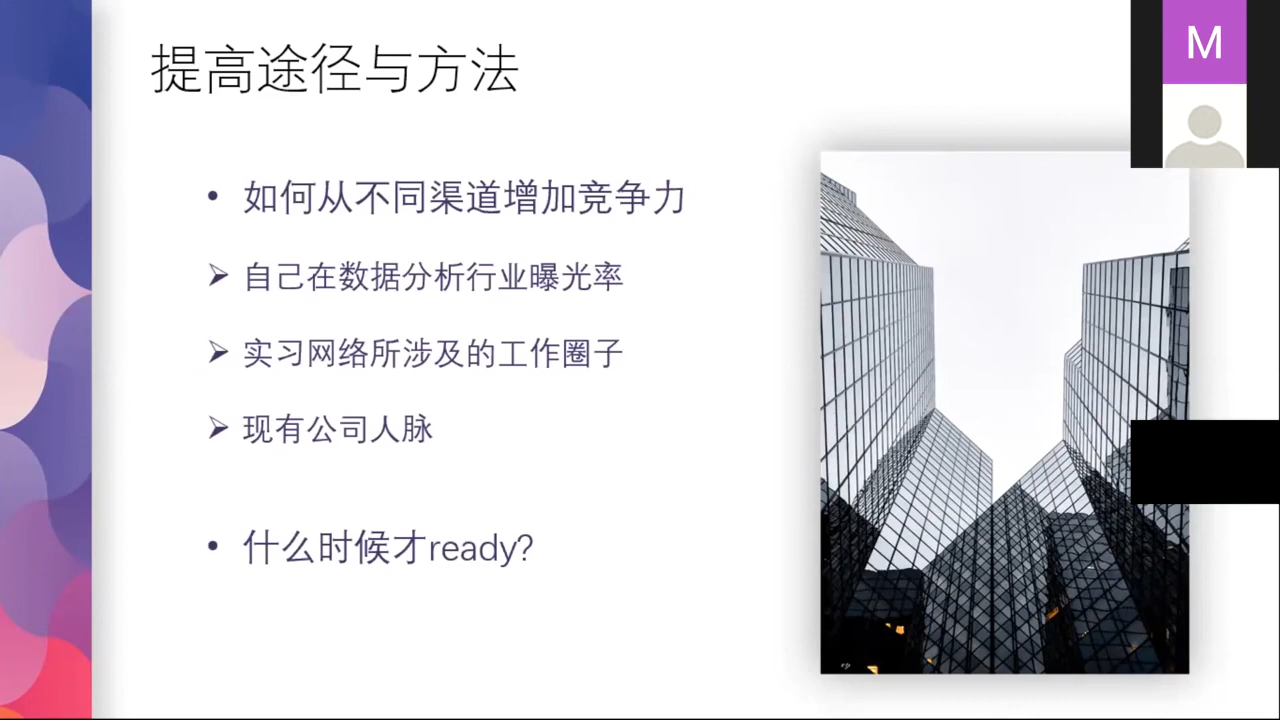 提高途径与方法
M
• 如何从不同渠道增加竞争力
➢ 自己在数据分析行业曝光率
➢ 实习网络所涉及的工作圈子
➢ 现有公司人脉
• 什么时候才ready?